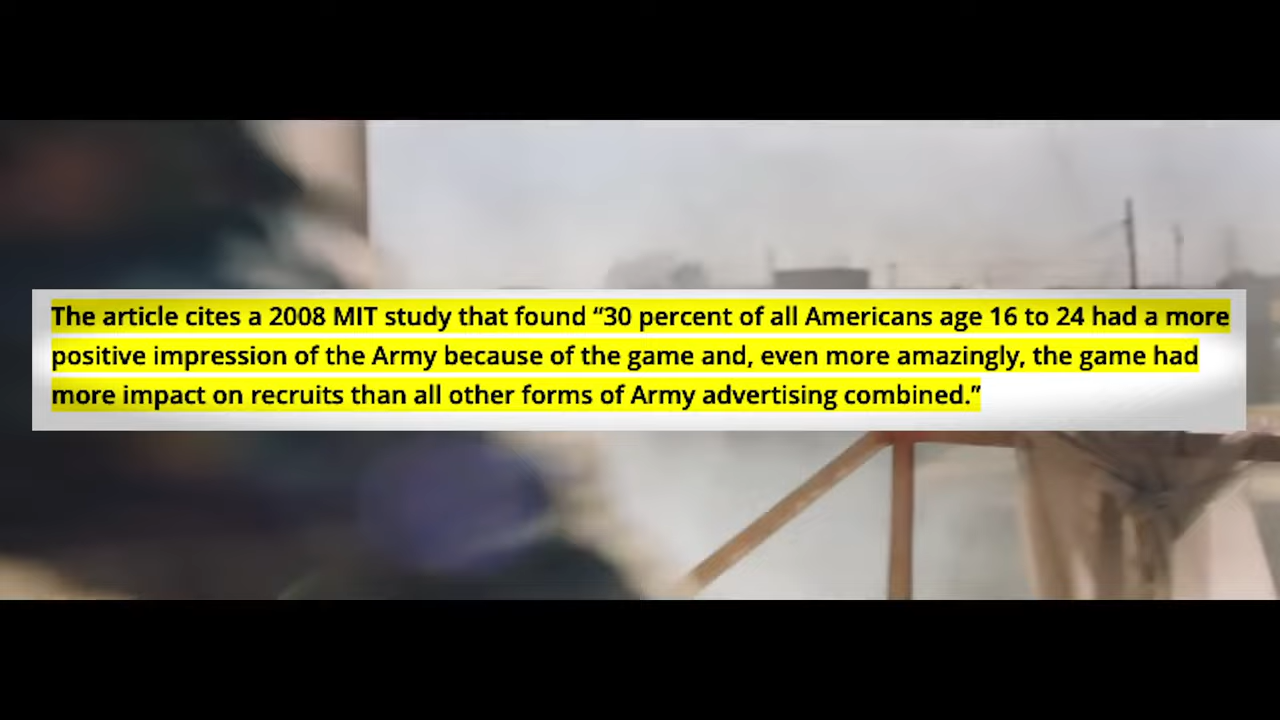 The article cites a 2008 MIT study that found “30 percent of all Americans age 16 to 24 had a more
positive impression of the Army because of the game and, even more amazingly, the game had
more impact on recruits than all other forms of Army advertising combined.”